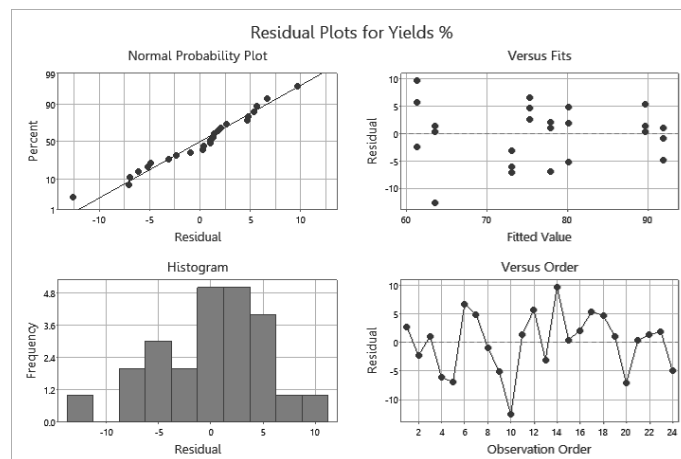 Residual Plots for Yields %
Normal Probability Plot
99
90
50
10
1
Percent
-10 -5 0 5 10
Residual
Versus Fits
10
5
0
-5
-10
Residual
60 70 80 90
Fitted Value
Histogram
4.8
3.6
2.4
1.2
0.0
Frequency
-10 -5 0 5 10
Residual
Versus Order
10
5
0
-5
-10
Residual
2 4 6 8 10 12 14 16 18 20 22 24
Observation Order